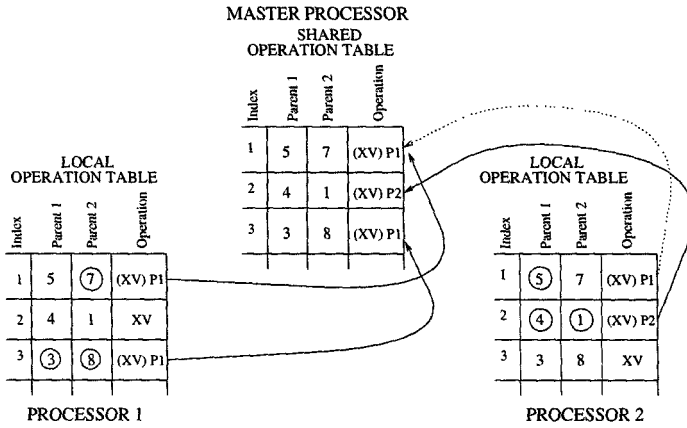 MASTER PROCESSOR
SHARED
OPERATION TABLE
Index Parent 1 Parent 2 Operation
1 5 7 (XV) P1
2 4 1 (XV) P2
3 3 8 (XV) P1
LOCAL
OPERATION TABLE
Index Parent 1 Parent 2 Operation
1 5 7 (XV) P1
2 4 1 XV
3 3 8 (XV) P1
PROCESSOR 1
LOCAL
OPERATION TABLE
Index Parent 1 Parent 2 Operation
1 5 7 (XV) P1
2 4 1 (XV) P2
3 3 8 XV
PROCESSOR 2